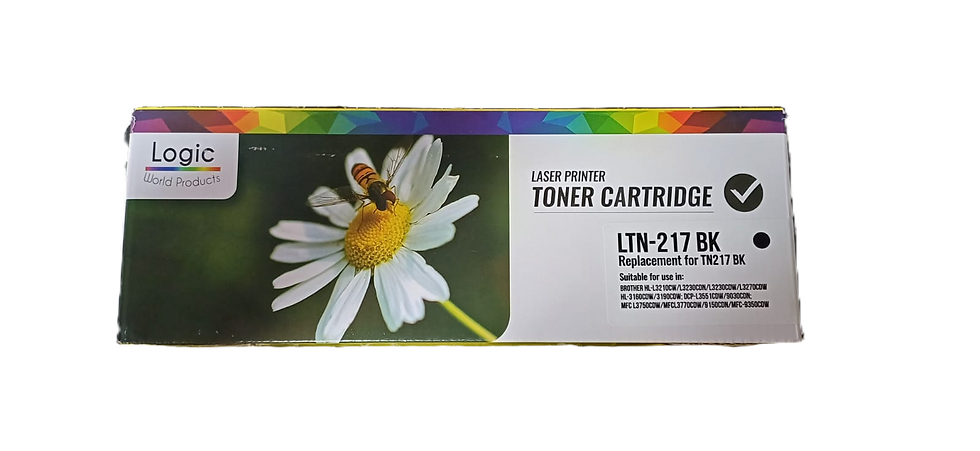 Logic
World Products
LASER PRINTER
TONER CARTRIDGE
LTN-217 BK
Replacement for TN217 BK
Suitable for use in:
BROTHER HL-L3210CW/L3230CDN/L3230CDW/L3270CDW
HL-3160CDW/3190CDW; DCP-L3551CDW/9030CDN;
MFC L3750CDW/MFCL3770CDW/9150CDN/MFC-9350CDW